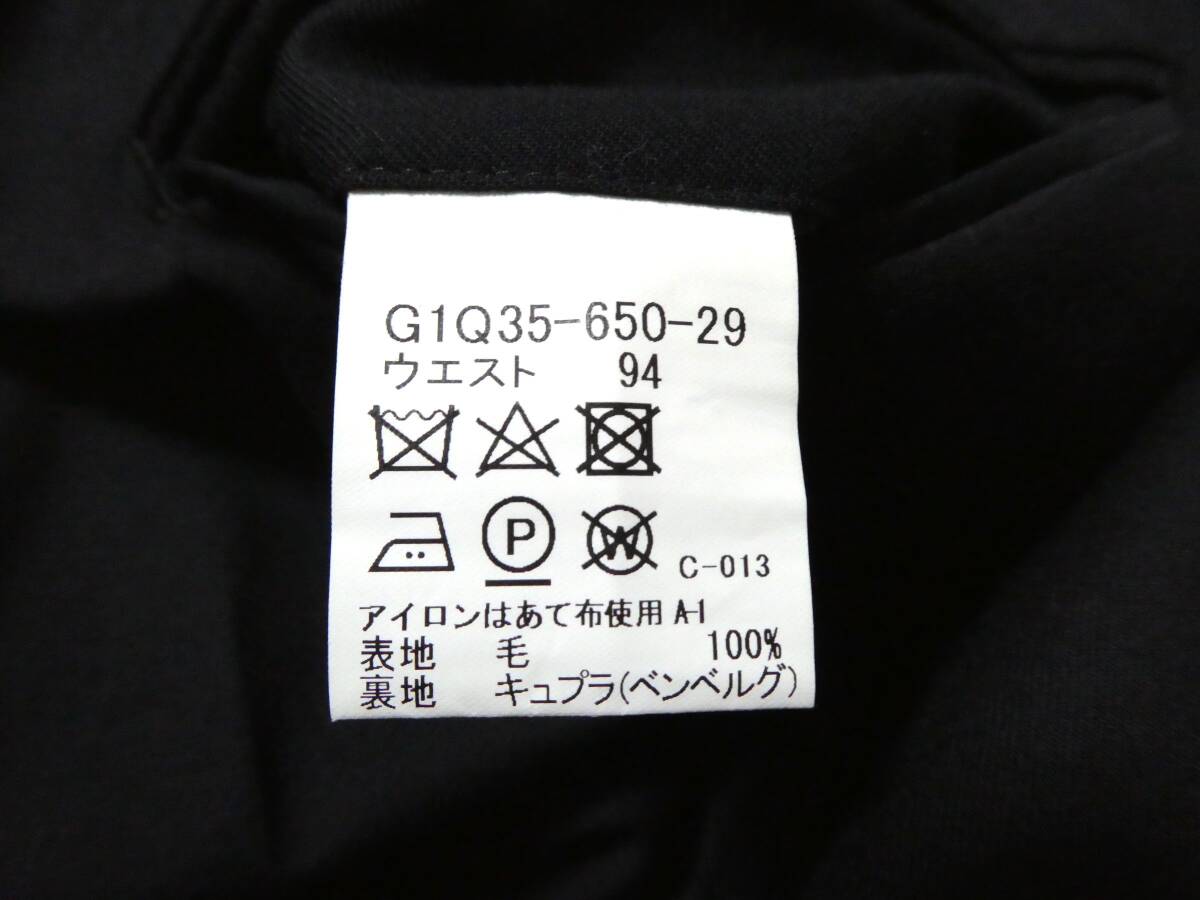 G1Q35-650-29
ウエスト 94
P W C-013
アイロンはあて布使用 A-1
表地 毛 100%
裏地 キュプラ(ベンベルグ)